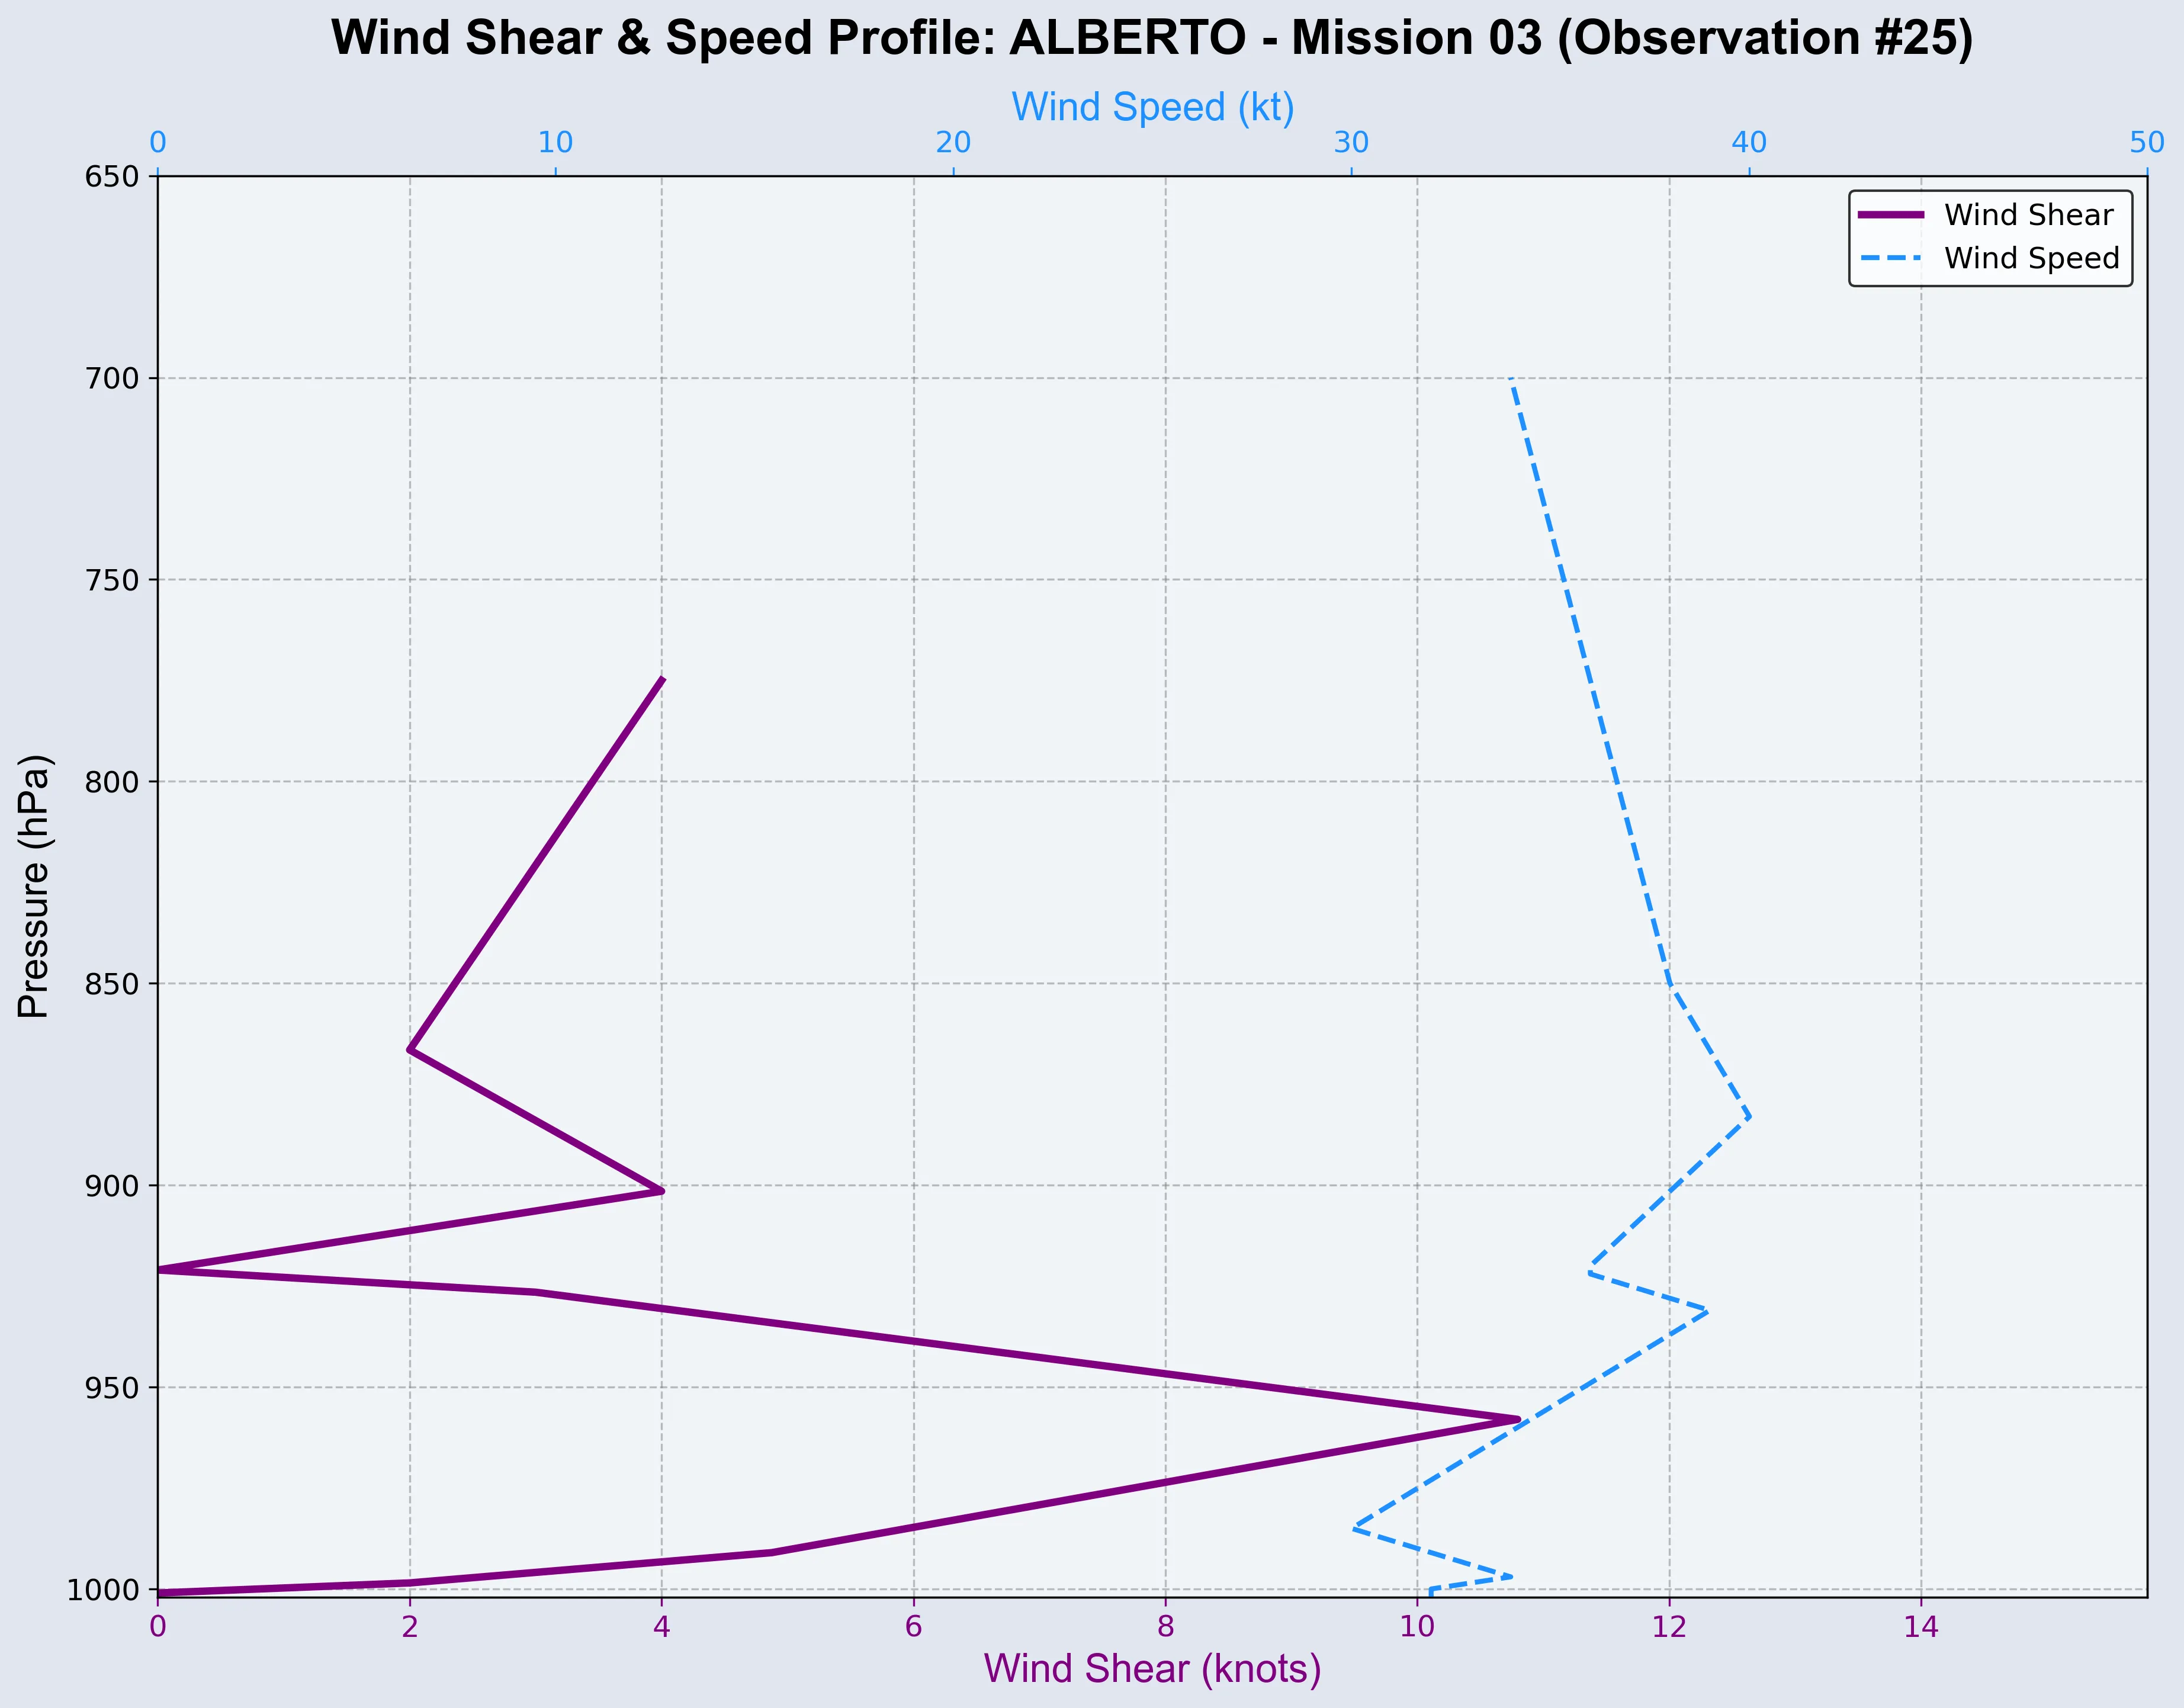 Wind Shear & Speed Profile: ALBERTO - Mission 03 (Observation #25)
Wind Speed (kt)
0 10 20 30 40 50
Wind Shear
Wind Speed
650
700
750
800
850
900
950
1000
Pressure (hPa)
0 2 4 6 8 10 12 14
Wind Shear (knots)